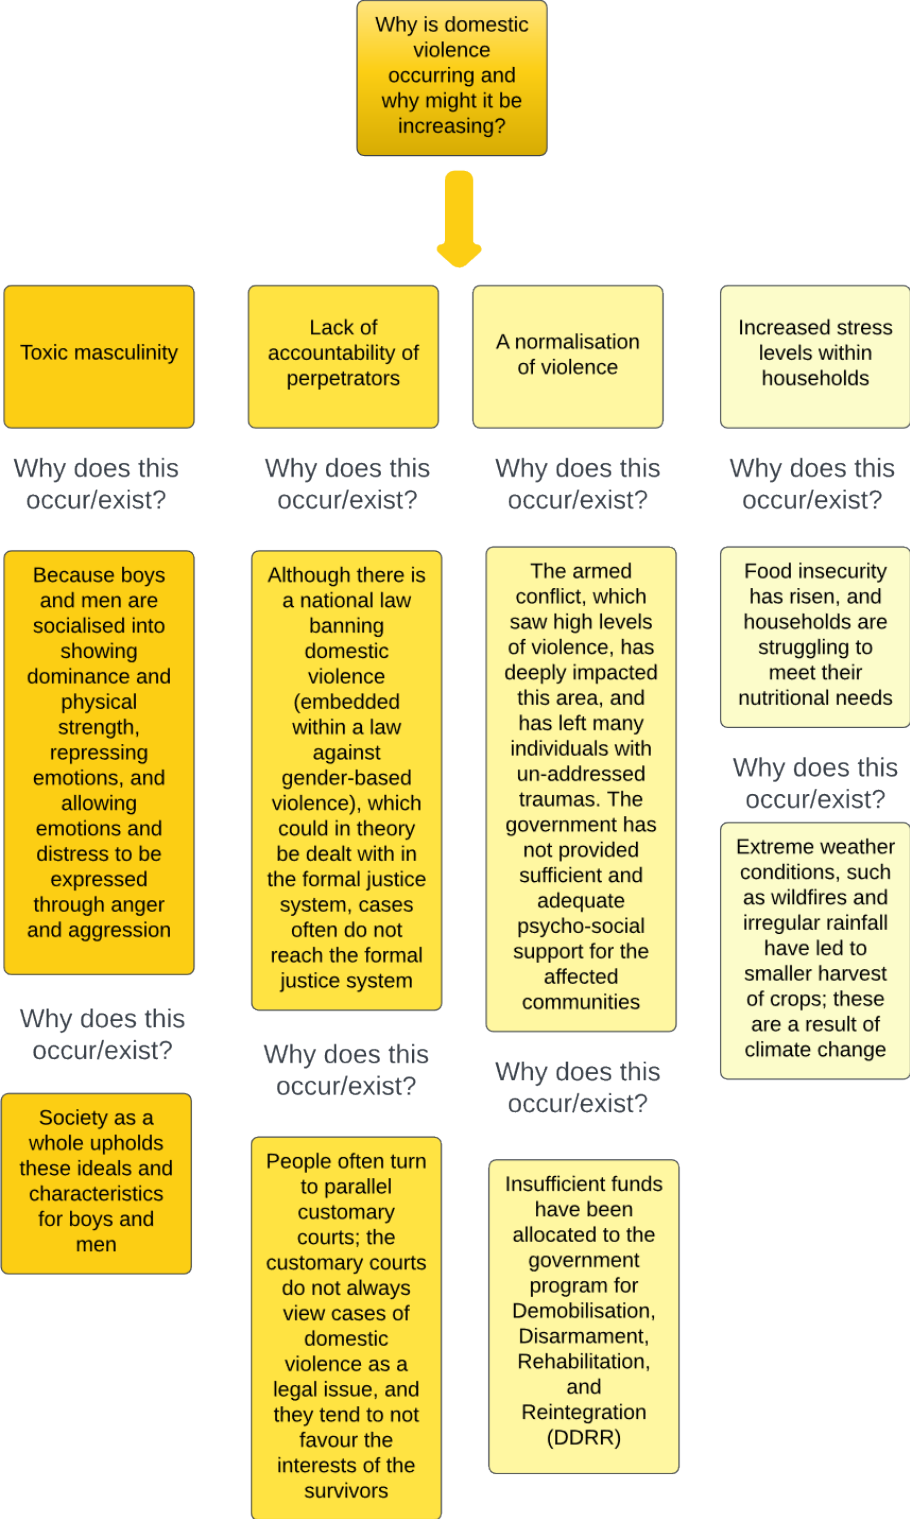 Why is domestic
violence
occurring and
why might it be
increasing?
Toxic masculinity
Lack of
accountability of
perpetrators
A normalisation
of violence
Increased stress
levels within
households
Why does this
occur/exist?
Why does this
occur/exist?
Why does this
occur/exist?
Why does this
occur/exist?
Because boys
and men are
socialised into
showing
dominance and
physical
strength,
repressing
emotions, and
allowing
emotions and
distress to be
expressed
through anger
and aggression
Why does this
occur/exist?
Society as a
whole upholds
these ideals and
characteristics
for boys and
men
Although there is
a national law
banning
domestic
violence
(embedded
within a law
against
gender-based
violence), which
could in theory
be dealt with in
the formal justice
system, cases
often do not
reach the formal
justice system
Why does this
occur/exist?
People often turn
to parallel
customary
courts; the
customary courts
do not always
view cases of
domestic
violence as a
legal issue, and
they tend to not
favour the
interests of the
survivors
The armed
conflict, which
saw high levels
of violence, has
deeply impacted
this area, and
has left many
individuals with
un-addressed
traumas. The
government has
not provided
sufficient and
adequate
psycho-social
support for the
affected
communities
Why does this
occur/exist?
Insufficient funds
have been
allocated to the
government
program for
Demobilisation,
Disarmament,
Rehabilitation,
and
Reintegration
(DDRR)
Food insecurity
has risen, and
households are
struggling to
meet their
nutritional needs
Why does this
occur/exist?
Extreme weather
conditions, such
as wildfires and
irregular rainfall
have led to
smaller harvest
of crops; these
are a result of
climate change